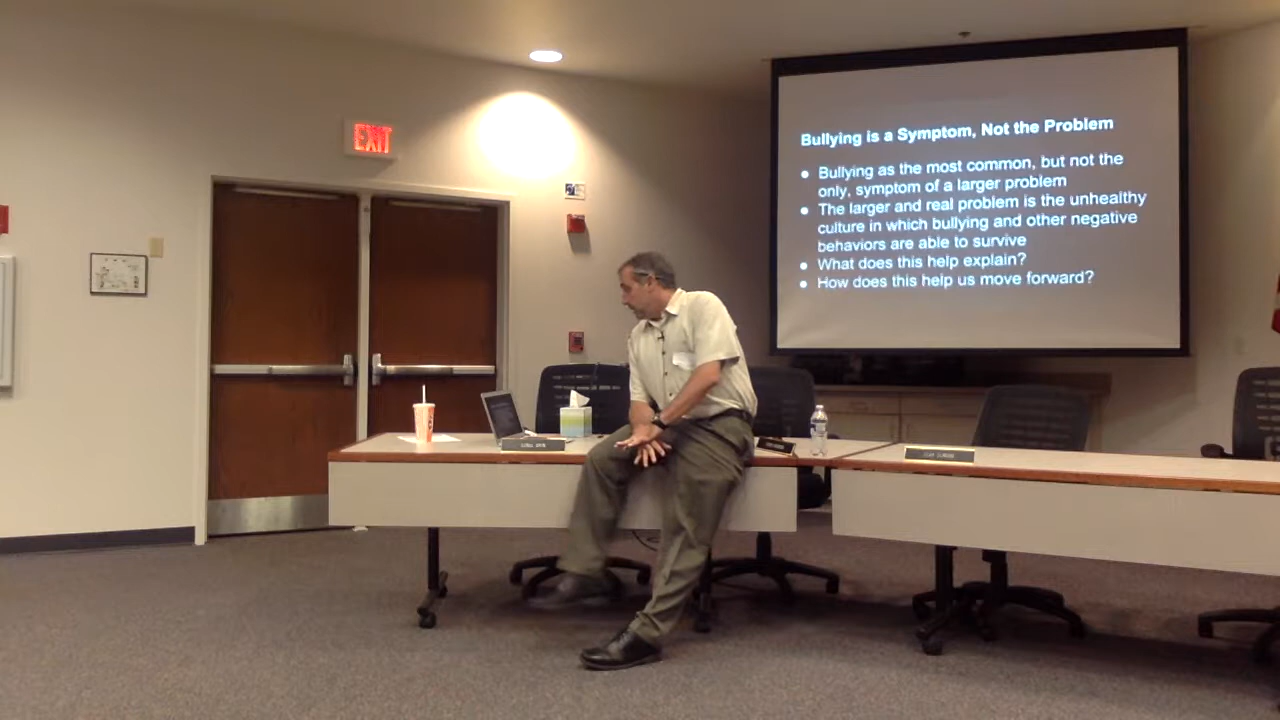 EXIT
Bullying is a Symptom, Not the Problem
● Bullying as the most common, but not the
only, symptom of a larger problem
● The larger and real problem is the unhealthy
culture in which bullying and other negative
behaviors are able to survive
● What does this help explain?
● How does this help us move forward?